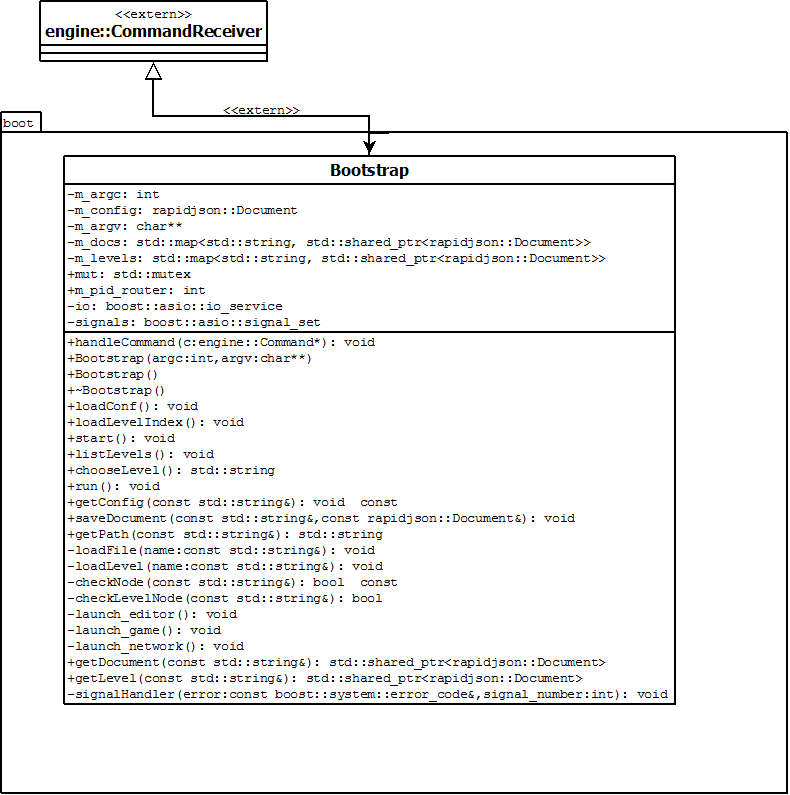 <<extern>>
engine::CommandReceiver
<<extern>>
boot
Bootstrap
-m_argc: int
-m_config: rapidjson::Document
-m_argv: char**
-m_docs: std::map<std::string, std::shared_ptr<rapidjson::Document>>
-m_levels: std::map<std::string, std::shared_ptr<rapidjson::Document>>
+mut: std::mutex
+m_pid_router: int
-io: boost::asio::io_service
-signals: boost::asio::signal_set
+handleCommand(c:engine::Command*): void
+Bootstrap(argc:int,argv:char**)
+Bootstrap()
+~Bootstrap()
+loadConf(): void
+loadLevelIndex(): void
+start(): void
+listLevels(): void
+chooseLevel(): std::string
+run(): void
+getConfig(const std::string&): void  const
+saveDocument(const std::string&,const rapidjson::Document&): void
+getPath(const std::string&): std::string
-loadFile(name:const std::string&): void
-loadLevel(name:const std::string&): void
-checkNode(const std::string&): bool  const
-checkLevelNode(const std::string&): bool
-launch_editor(): void
-launch_game(): void
-launch_network(): void
+getDocument(const std::string&): std::shared_ptr<rapidjson::Document>
+getLevel(const std::string&): std::shared_ptr<rapidjson::Document>
-signalHandler(error:const boost::system::error_code&,signal_number:int): void